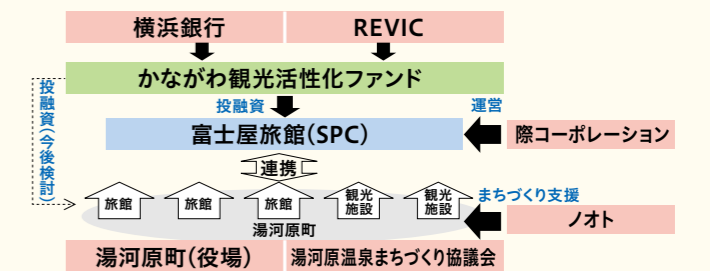 横浜銀行
REVIC
かながわ観光活性化ファンド
投融資(今後検討)
投融資
運営
富士屋旅館(SPC)
際コーポレーション
連携
旅館
旅館
旅館
観光
施設
観光
施設
まちづくり支援
ノオト
湯河原町
湯河原町(役場)
湯河原温泉まちづくり協議会